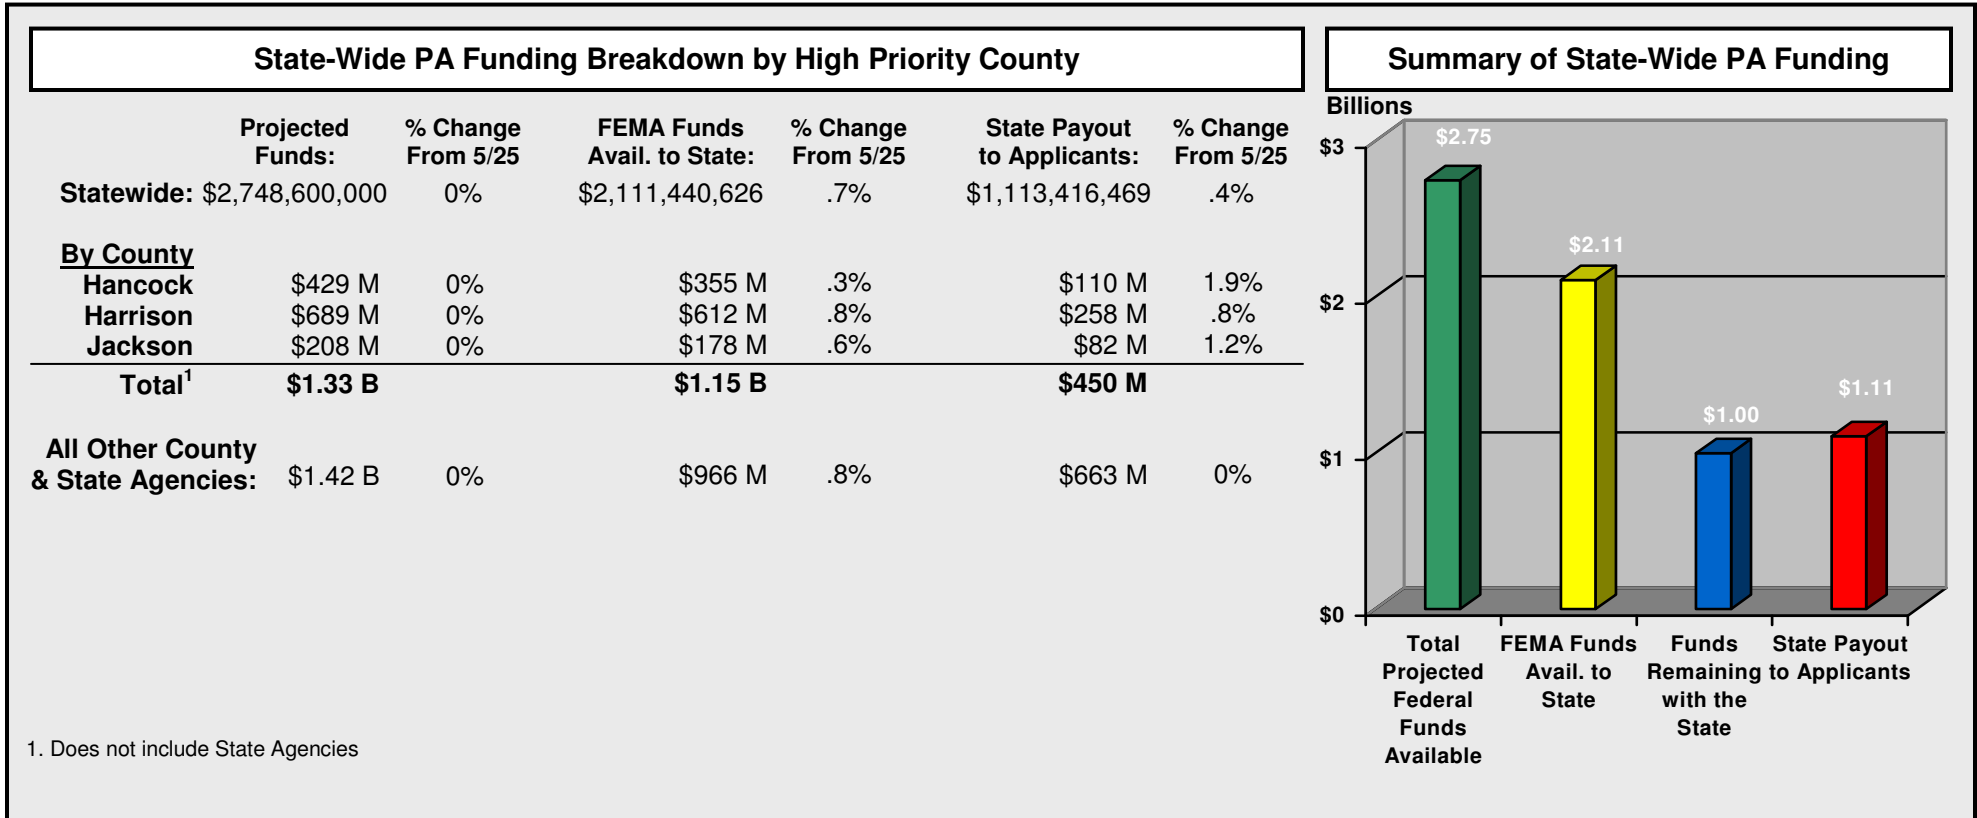 State-Wide PA Funding Breakdown by High Priority County
Projected % Change FEMA Funds % Change State Payout % Change
Funds: From 5/25 Avail. to State: From 5/25 to Applicants: From 5/25
Statewide: $2,748,600,000 0% $2,111,440,626 .7% $1,113,416,469 .4%
By County
Hancock $429 M 0% $355 M .3% $110 M 1.9%
Harrison $689 M 0% $612 M .8% $258 M .8%
Jackson $208 M 0% $178 M .6% $82 M 1.2%
Total1 $1.33 B $1.15 B $450 M
All Other County
& State Agencies: $1.42 B 0% $966 M .8% $663 M 0%
1. Does not include State Agencies
Summary of State-Wide PA Funding
Billions
$3
$2
$1
$0
$2.75
$2.11
$1.00
$1.11
Total
Projected
Federal
Funds
Available
FEMA Funds
Avail. to
State
Funds
Remaining
with the
State
State Payout
to Applicants